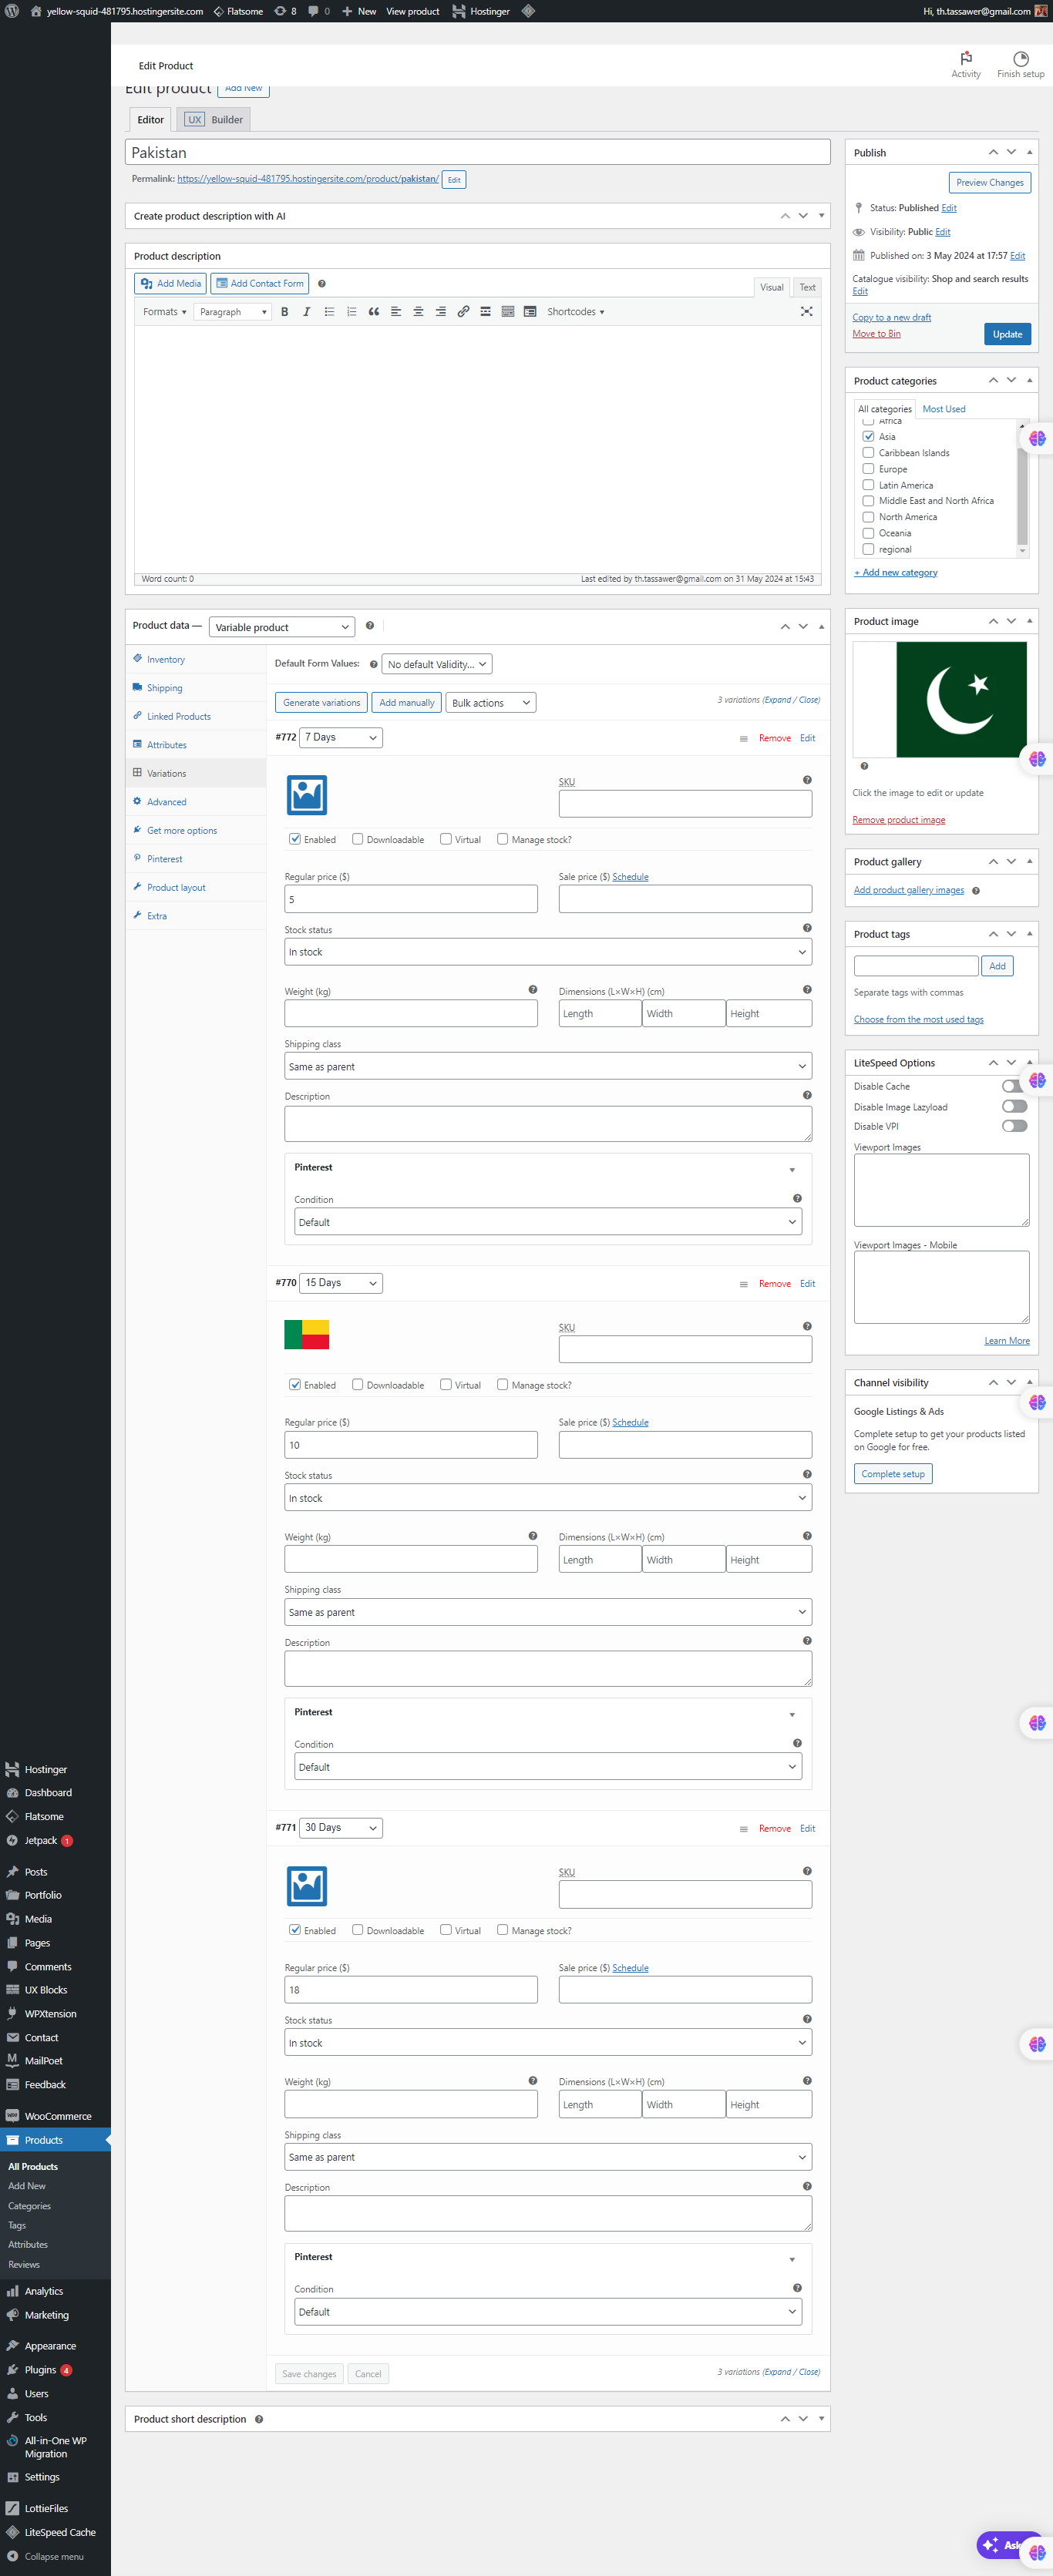 yellow-squid-481795.hostingersite.com Flatsome 8 0 New View product Hostinger Hi, th.tassawer@gmail.com
Edit Product Activity Finish setup
Edit product Add New
Editor UX Builder
Pakistan
Permalink: https://yellow-squid-481795.hostingersite.com/product/pakistan/ Edit
Create product description with AI
Product description
Add Media Add Contact Form Visual Text
Formats Paragraph B I Shortcodes
Word count: 0 Last edited by th.tassawer@gmail.com on 31 May 2024 at 15:43
Product data — Variable product
Inventory
Shipping
Linked Products
Attributes
Variations
Advanced
Get more options
Pinterest
Product layout
Extra
Default Form Values: No default Validity...
Generate variations Add manually Bulk actions 3 variations (Expand / Close)
#772 7 Days Remove Edit
SKU
Enabled Downloadable Virtual Manage stock?
Regular price ($) Sale price ($) Schedule
5
Stock status
In stock
Weight (kg) Dimensions (L×W×H) (cm)
Length Width Height
Shipping class
Same as parent
Description
Pinterest
Condition
Default
#770 15 Days Remove Edit
SKU
Enabled Downloadable Virtual Manage stock?
Regular price ($) Sale price ($) Schedule
10
Stock status
In stock
Weight (kg) Dimensions (L×W×H) (cm)
Length Width Height
Shipping class
Same as parent
Description
Pinterest
Condition
Default
#771 30 Days Remove Edit
SKU
Enabled Downloadable Virtual Manage stock?
Regular price ($) Sale price ($) Schedule
18
Stock status
In stock
Weight (kg) Dimensions (L×W×H) (cm)
Length Width Height
Shipping class
Same as parent
Description
Pinterest
Condition
Default
Save changes Cancel 3 variations (Expand / Close)
Product short description
Publish
Preview Changes
Status: Published Edit
Visibility: Public Edit
Published on: 3 May 2024 at 17:57 Edit
Catalogue visibility: Shop and search results
Edit
Copy to a new draft
Move to Bin Update
Product categories
All categories Most Used
Africa
Asia
Caribbean Islands
Europe
Latin America
Middle East and North Africa
North America
Oceania
regional
+ Add new category
Product image
Click the image to edit or update
Remove product image
Product gallery
Add product gallery images
Product tags
Add
Separate tags with commas
Choose from the most used tags
LiteSpeed Options
Disable Cache
Disable Image Lazyload
Disable VPI
Viewport Images
Viewport Images - Mobile
Learn More
Channel visibility
Google Listings & Ads
Complete setup to get your products listed
on Google for free.
Complete setup
Hostinger
Dashboard
Flatsome
Jetpack 1
Posts
Portfolio
Media
Pages
Comments
UX Blocks
WPXtension
Contact
MailPoet
Feedback
WooCommerce
Products
All Products
Add New
Categories
Tags
Attributes
Reviews
Analytics
Marketing
Appearance
Plugins 4
Users
Tools
All-in-One WP
Migration
Settings
LottieFiles
LiteSpeed Cache
Collapse menu
Ask